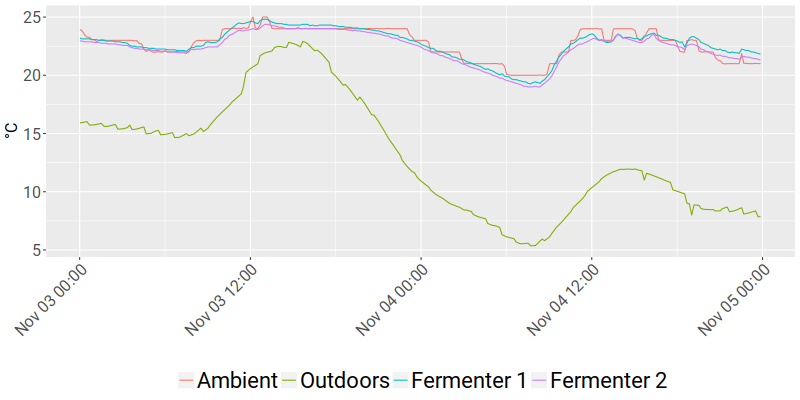 25
20
15
10
5
°C
Nov 03 00:00
Nov 03 12:00
Nov 04 00:00
Nov 04 12:00
Nov 05 00:00
Ambient Outdoors Fermenter 1 Fermenter 2